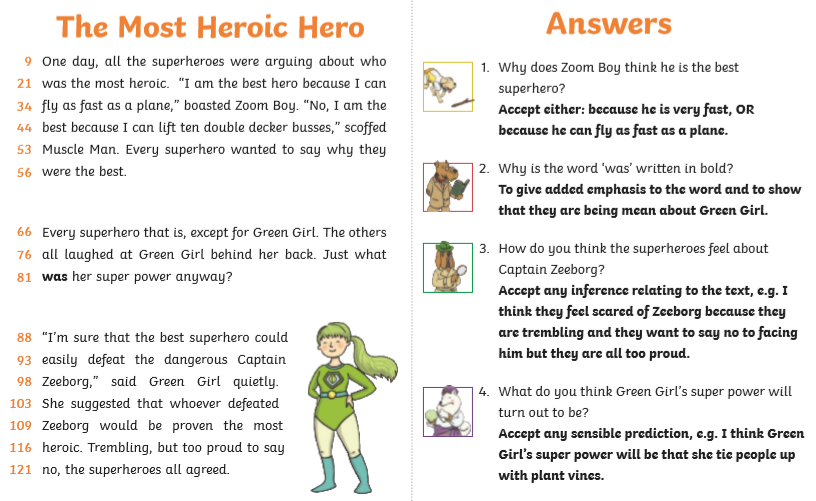 The Most Heroic Hero
9 One day, all the superheroes were arguing about who
21 was the most heroic. “I am the best hero because I can
34 fly as fast as a plane,” boasted Zoom Boy. “No, I am the
44 best because I can lift ten double decker busses,” scoffed
53 Muscle Man. Every superhero wanted to say why they
56 were the best.
66 Every superhero that is, except for Green Girl. The others
76 all laughed at Green Girl behind her back. Just what
81 was her super power anyway?
88 “I’m sure that the best superhero could
93 easily defeat the dangerous Captain
98 Zeeborg,” said Green Girl quietly.
103 She suggested that whoever defeated
109 Zeeborg would be proven the most
116 heroic. Trembling, but too proud to say
121 no, the superheroes all agreed.
Answers
1. Why does Zoom Boy think he is the best
superhero?
Accept either: because he is very fast, OR
because he can fly as fast as a plane.
2. Why is the word ‘was’ written in bold?
To give added emphasis to the word and to show
that they are being mean about Green Girl.
3. How do you think the superheroes feel about
Captain Zeeborg?
Accept any inference relating to the text, e.g. I
think they feel scared of Zeeborg because they
are trembling and they want to say no to facing
him but they are all too proud.
4. What do you think Green Girl’s super power will
turn out to be?
Accept any sensible prediction, e.g. I think Green
Girl’s super power will be that she tie people up
with plant vines.